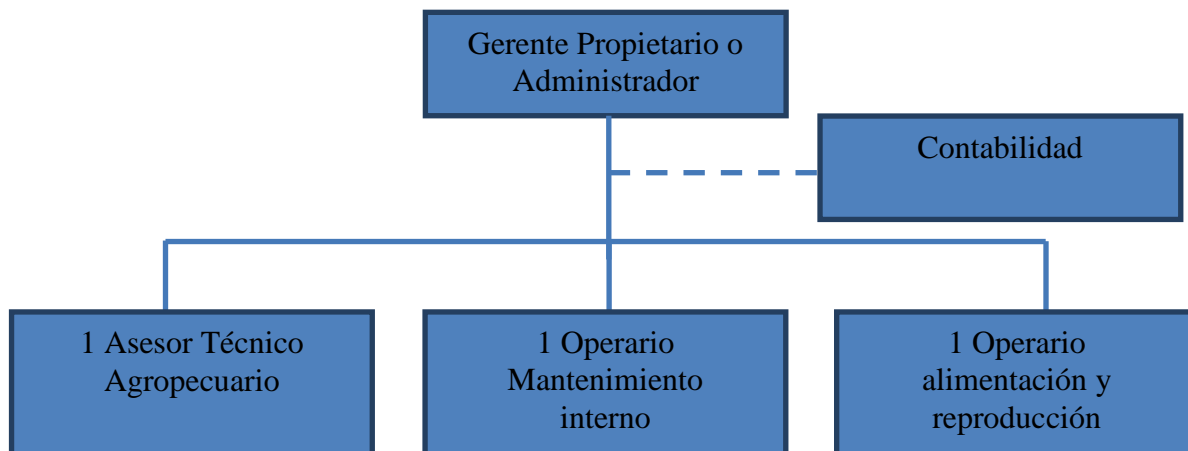 Gerente Propietario o
Administrador
Contabilidad
1 Asesor Técnico
Agropecuario
1 Operario
Mantenimiento
interno
1 Operario
alimentación y
reproducción